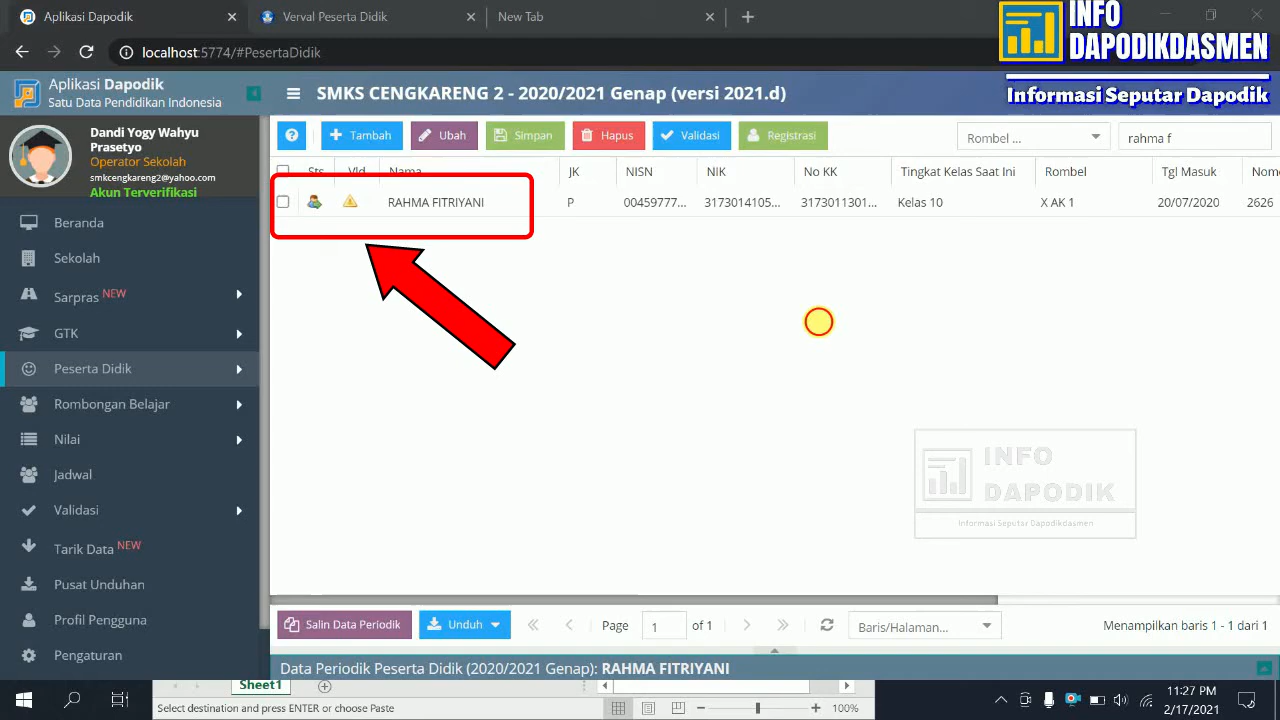 Aplikasi Dapodik
Verval Peserta Didik
New Tab
localhost:5774/#PesertaDidik
INFO
DAPODIKDASMEN
Informasi Seputar Dapodik
Aplikasi Dapodik
Satu Data Pendidikan Indonesia
SMKS CENGKARENG 2 - 2020/2021 Genap (versi 2021.d)
Dandi Yogy Wahyu
Prasetyo
Operator Sekolah
smkcengkareng2@yahoo.com
Akun Terverifikasi
Beranda
Sekolah
Sarpras NEW
GTK
Peserta Didik
Rombongan Belajar
Nilai
Jadwal
Validasi
Tarik Data NEW
Pusat Unduhan
Profil Pengguna
Pengaturan
Tambah
Ubah
Simpan
Hapus
Validasi
Registrasi
Rombel ...
rahma f
Sts Vld Nama JK NISN NIK No KK Tingkat Kelas Saat Ini Rombel Tgl Masuk Nomo
RAHMA FITRIYANI P 00459777... 3173014105... 3173011301... Kelas 10 X AK 1 20/07/2020 2626
INFO
DAPODIK
Informasi Seputar Dapodikdasmen
Salin Data Periodik
Unduh
Page 1 of 1
Baris/Halaman...
Menampilkan baris 1 - 1 dari 1
Data Periodik Peserta Didik (2020/2021 Genap): RAHMA FITRIYANI
Sheet1
Select destination and press ENTER or choose Paste
100%
11:27 PM
2/17/2021